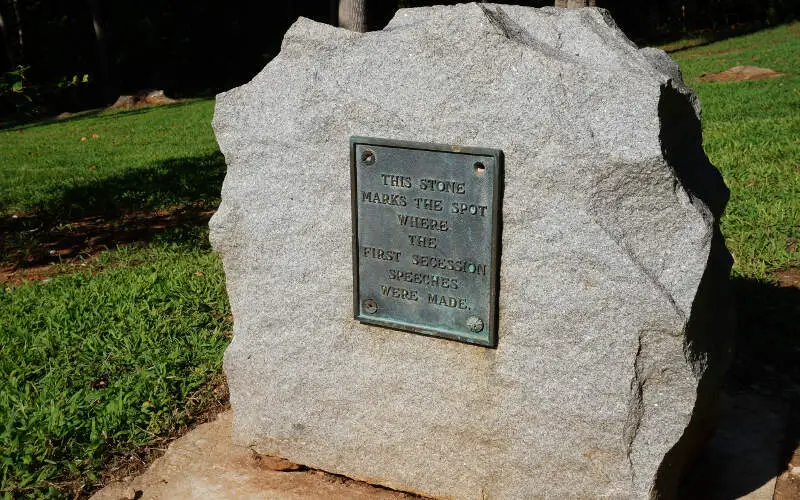 THIS STONE
MARKS THE SPOT
WHERE
THE
FIRST SECESSION
SPEECHES
WERE MADE.